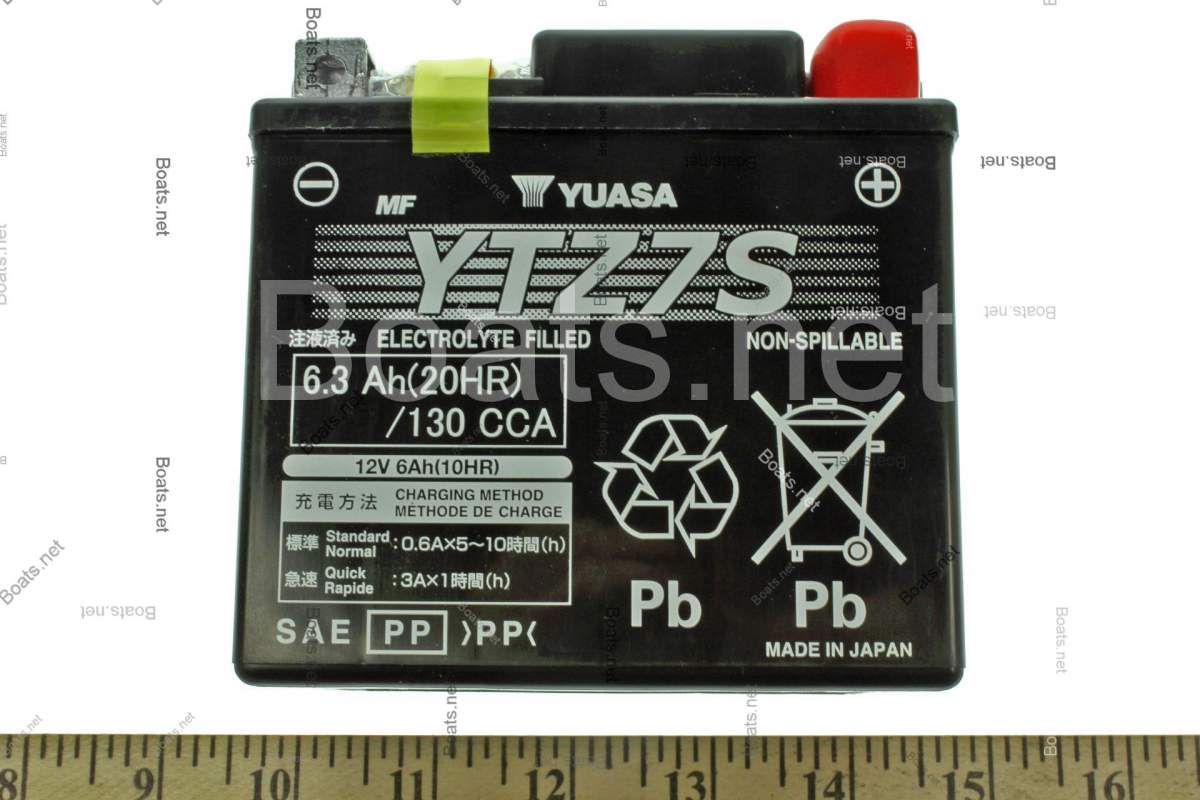 − YUASA +
MF
YTZ7S
Boats.net
注液済み ELECTROLYTE FILLED NON-SPILLABLE
6.3 Ah(20HR)
/130 CCA
12V 6Ah(10HR)
充電方法 CHARGING METHOD
MÉTHODE DE CHARGE
標準 Standard Normal : 0.6A×5～10時間(h)
急速 Quick Rapide : 3A×1時間(h)
Pb Pb
SAE PP >PP<
MADE IN JAPAN
8 9 10 11 12 13 14 15 16